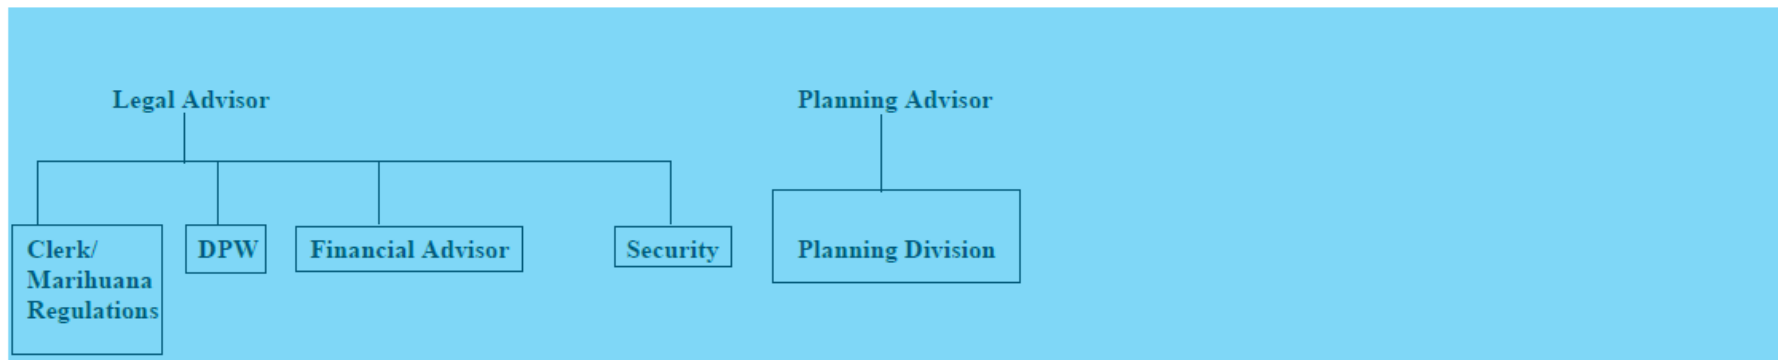 Legal Advisor
Planning Advisor
Clerk/
Marihuana
Regulations
DPW
Financial Advisor
Security
Planning Division